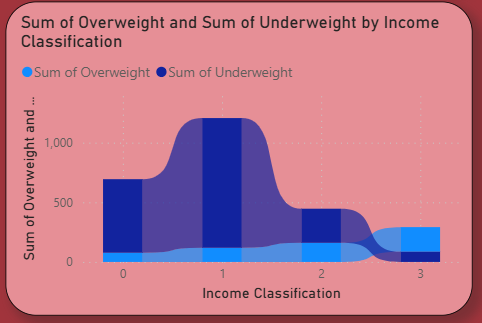 Sum of Overweight and Sum of Underweight by Income
Classification
Sum of Overweight Sum of Underweight
Sum of Overweight and ...
1,000
500
0
0 1 2 3
Income Classification